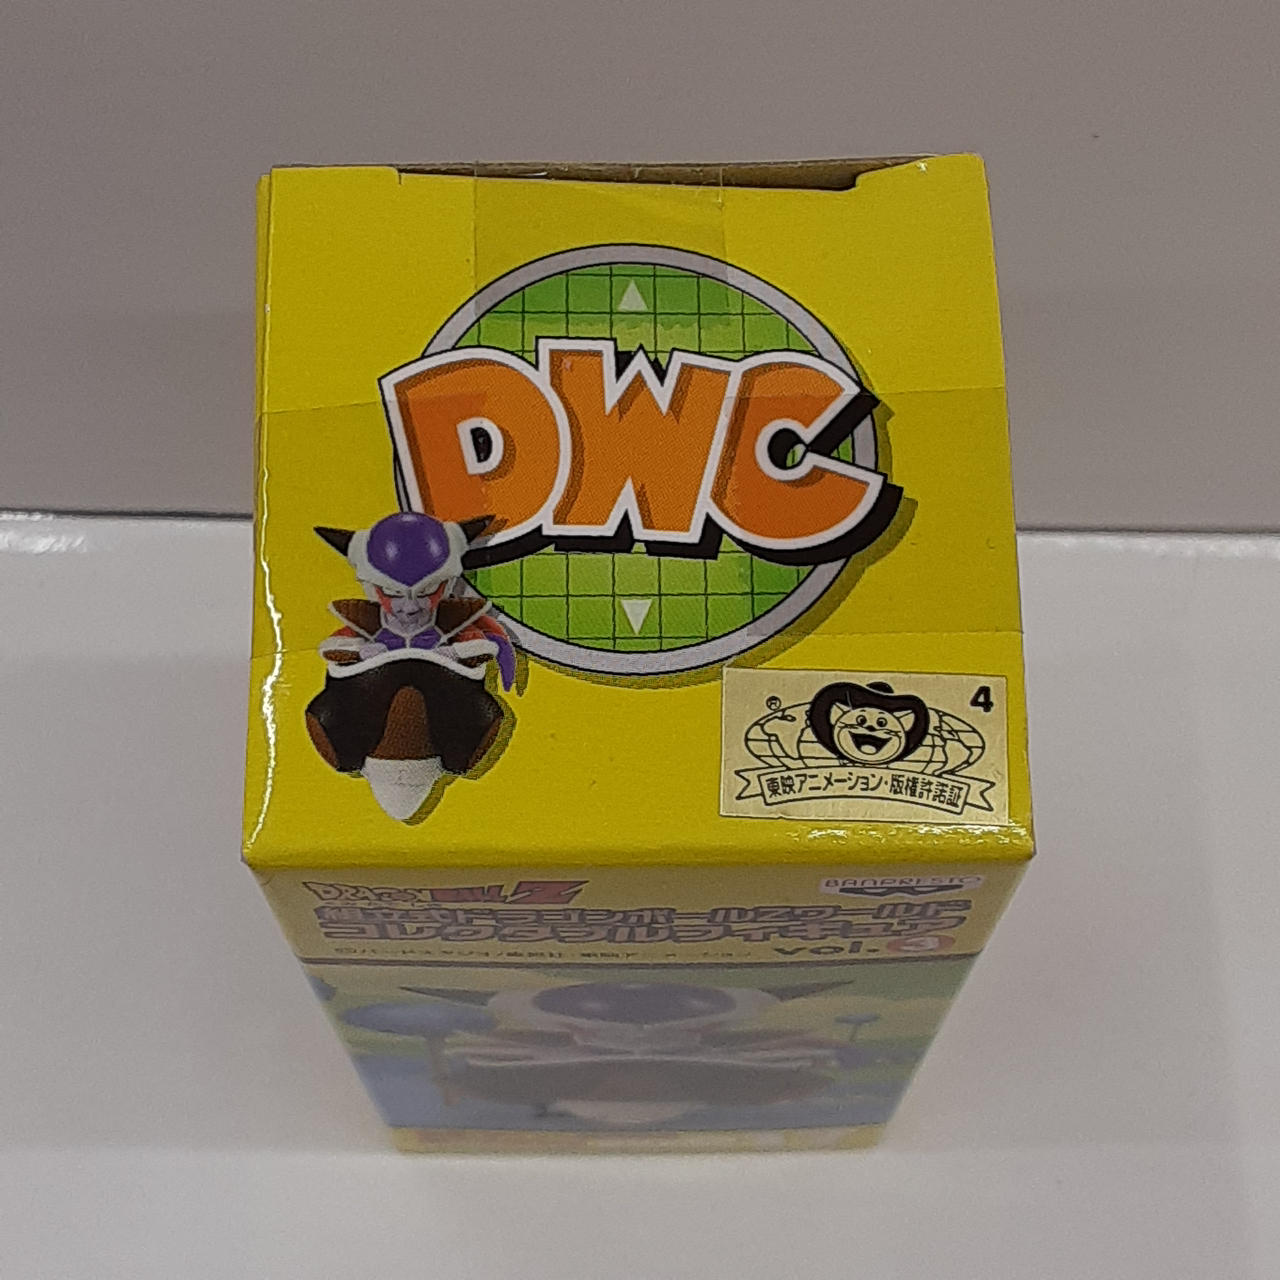 DWC
4
®
東映アニメーション・版権許諾証
DRAGON BALL Z
BANPRESTO
組立式ドラゴンボールZワールド
コレクタブルフィギュア vol.